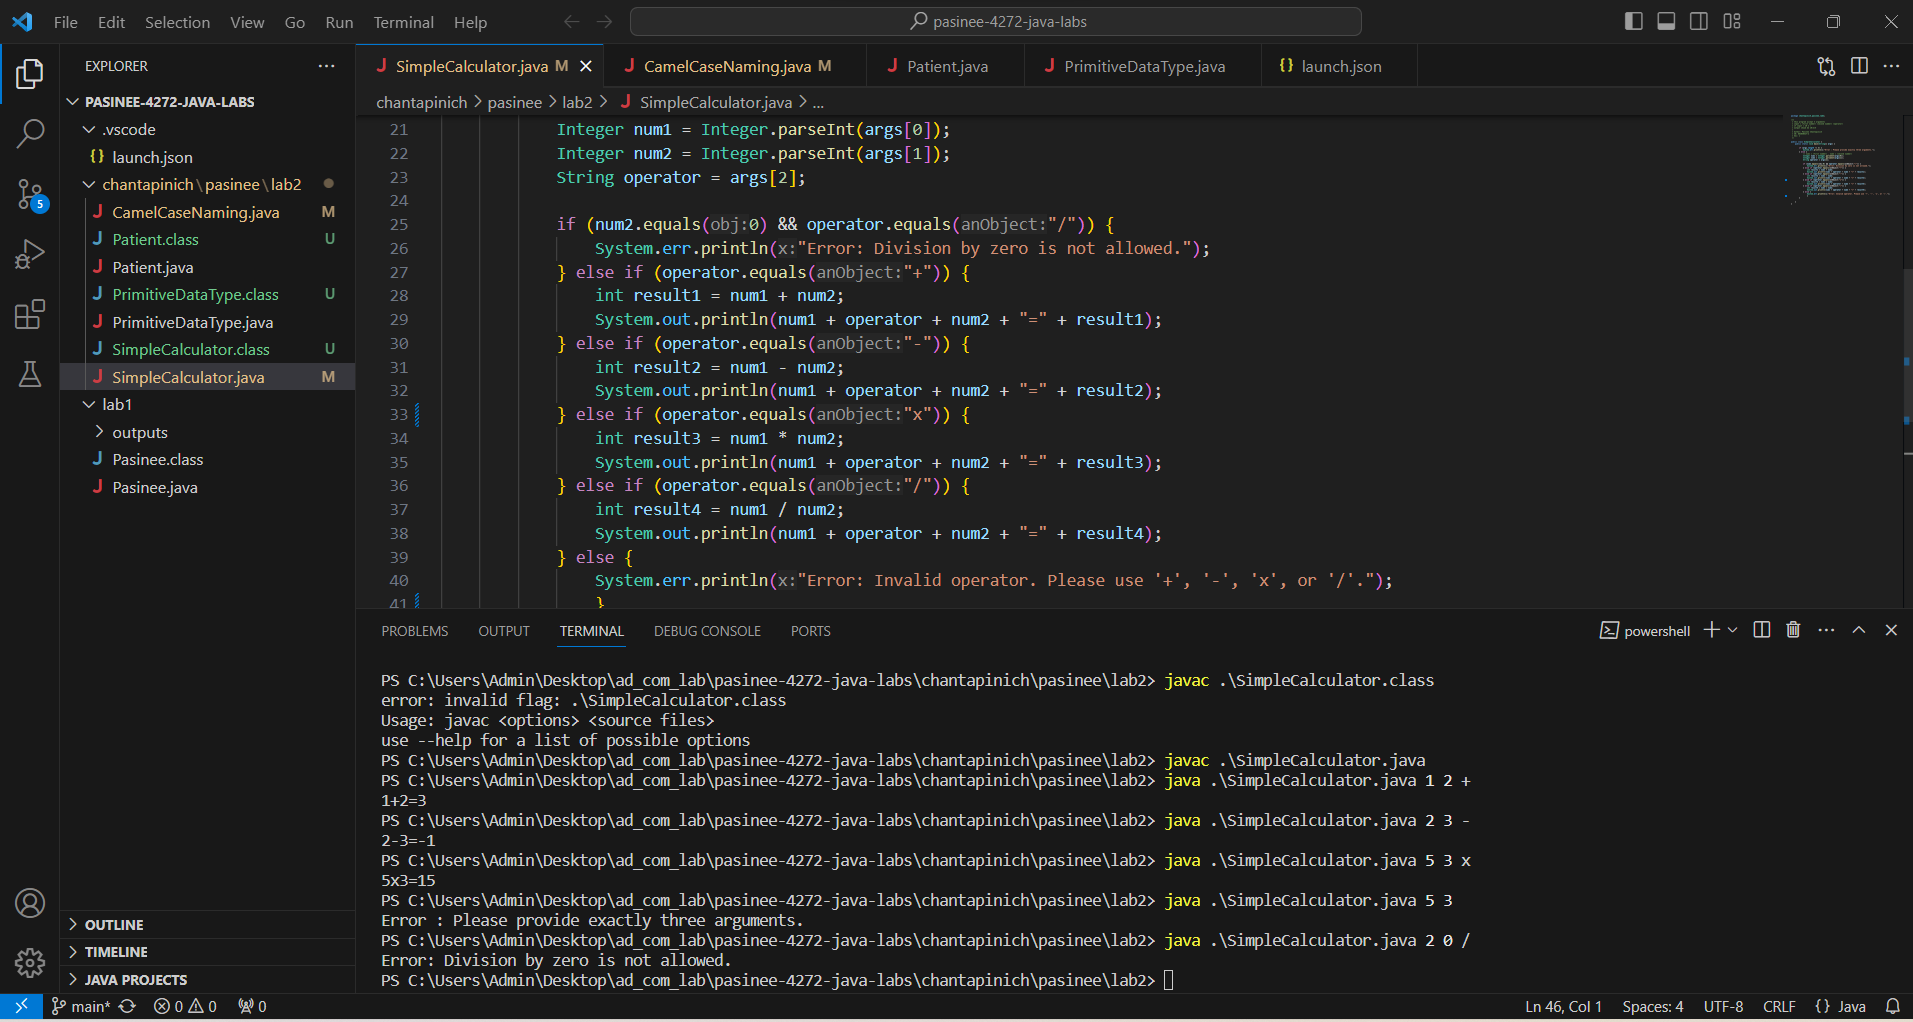 File Edit Selection View Go Run Terminal Help
pasinee-4272-java-labs
EXPLORER
PASINEE-4272-JAVA-LABS
.vscode
{} launch.json
chantapinich\pasinee\lab2
J CamelCaseNaming.java M
J Patient.class U
J Patient.java
J PrimitiveDataType.class U
J PrimitiveDataType.java
J SimpleCalculator.class U
J SimpleCalculator.java M
lab1
outputs
J Pasinee.class
J Pasinee.java
OUTLINE
TIMELINE
JAVA PROJECTS
5
J SimpleCalculator.java M
J CamelCaseNaming.java M
J Patient.java
J PrimitiveDataType.java
{} launch.json
chantapinich > pasinee > lab2 > J SimpleCalculator.java > ...
21 Integer num1 = Integer.parseInt(args[0]);
22 Integer num2 = Integer.parseInt(args[1]);
23 String operator = args[2];
24
25 if (num2.equals(obj:0) && operator.equals(anObject:"/")) {
26 System.err.println(x:"Error: Division by zero is not allowed.");
27 } else if (operator.equals(anObject:"+")) {
28 int result1 = num1 + num2;
29 System.out.println(num1 + operator + num2 + "=" + result1);
30 } else if (operator.equals(anObject:"-")) {
31 int result2 = num1 - num2;
32 System.out.println(num1 + operator + num2 + "=" + result2);
33 } else if (operator.equals(anObject:"x")) {
34 int result3 = num1 * num2;
35 System.out.println(num1 + operator + num2 + "=" + result3);
36 } else if (operator.equals(anObject:"/")) {
37 int result4 = num1 / num2;
38 System.out.println(num1 + operator + num2 + "=" + result4);
39 } else {
40 System.err.println(x:"Error: Invalid operator. Please use '+', '-', 'x', or '/'.");
41 }
PROBLEMS OUTPUT TERMINAL DEBUG CONSOLE PORTS
powershell
PS C:\Users\Admin\Desktop\ad_com_lab\pasinee-4272-java-labs\chantapinich\pasinee\lab2> javac .\SimpleCalculator.class
error: invalid flag: .\SimpleCalculator.class
Usage: javac <options> <source files>
use --help for a list of possible options
PS C:\Users\Admin\Desktop\ad_com_lab\pasinee-4272-java-labs\chantapinich\pasinee\lab2> javac .\SimpleCalculator.java
PS C:\Users\Admin\Desktop\ad_com_lab\pasinee-4272-java-labs\chantapinich\pasinee\lab2> java .\SimpleCalculator.java 1 2 +
1+2=3
PS C:\Users\Admin\Desktop\ad_com_lab\pasinee-4272-java-labs\chantapinich\pasinee\lab2> java .\SimpleCalculator.java 2 3 -
2-3=-1
PS C:\Users\Admin\Desktop\ad_com_lab\pasinee-4272-java-labs\chantapinich\pasinee\lab2> java .\SimpleCalculator.java 5 3 x
5x3=15
PS C:\Users\Admin\Desktop\ad_com_lab\pasinee-4272-java-labs\chantapinich\pasinee\lab2> java .\SimpleCalculator.java 5 3
Error : Please provide exactly three arguments.
PS C:\Users\Admin\Desktop\ad_com_lab\pasinee-4272-java-labs\chantapinich\pasinee\lab2> java .\SimpleCalculator.java 2 0 /
Error: Division by zero is not allowed.
PS C:\Users\Admin\Desktop\ad_com_lab\pasinee-4272-java-labs\chantapinich\pasinee\lab2>
main* 0 0 0
Ln 46, Col 1 Spaces: 4 UTF-8 CRLF {} Java